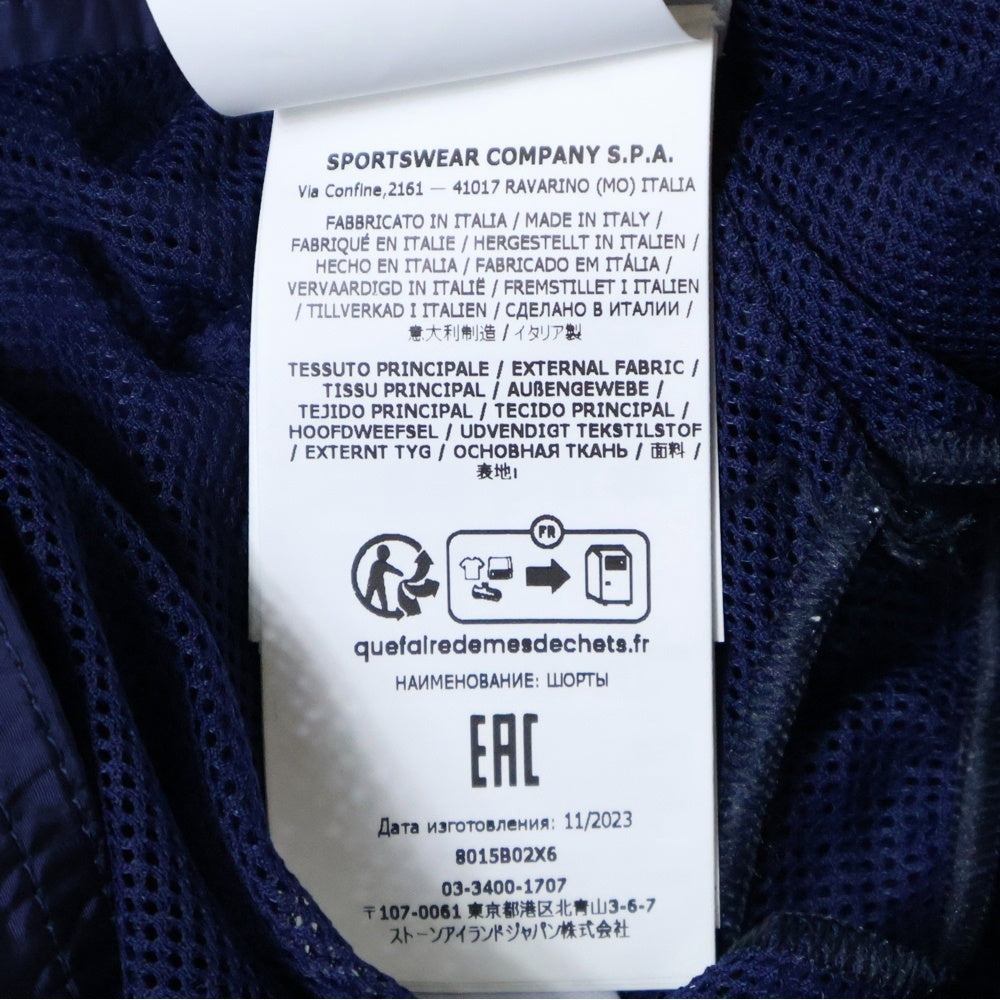 SPORTSWEAR COMPANY S.P.A.
Via Confine,2161 — 41017 RAVARINO (MO) ITALIA
FABBRICATO IN ITALIA / MADE IN ITALY /
FABRIQUÉ EN ITALIE / HERGESTELLT IN ITALIEN /
HECHO EN ITALIA / FABRICADO EM ITÁLIA /
VERVAARDIGD IN ITALIË / FREMSTILLET I ITALIEN
/ TILLVERKAD I ITALIEN / СДЕЛАНО В ИТАЛИИ /
意大利制造 / イタリア製
TESSUTO PRINCIPALE / EXTERNAL FABRIC /
TISSU PRINCIPAL / AUßENGEWEBE /
TEJIDO PRINCIPAL / TECIDO PRINCIPAL /
HOOFDWEEFSEL / UDVENDIGT TEKSTILSTOF
/ EXTERNT TYG / ОСНОВНАЯ ТКАНЬ / 面料 /
表地:
FR
quefairedemesdechets.fr
НАИМЕНОВАНИЕ: ШОРТЫ
EAC
Дата изготовления: 11/2023
8015B02X6
03-3400-1707
〒107-0061 東京都港区北青山3-6-7
ストーンアイランドジャパン株式会社